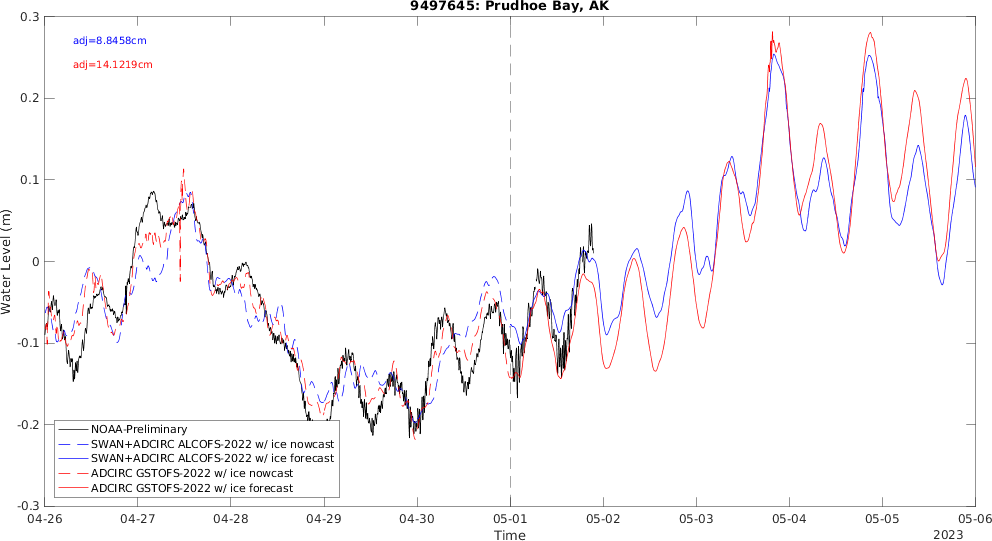 9497645: Prudhoe Bay, AK
adj=8.8458cm
adj=14.1219cm
Water Level (m)
0.3
0.2
0.1
0
-0.1
-0.2
-0.3
NOAA-Preliminary
SWAN+ADCIRC ALCOFS-2022 w/ ice nowcast
SWAN+ADCIRC ALCOFS-2022 w/ ice forecast
ADCIRC GSTOFS-2022 w/ ice nowcast
ADCIRC GSTOFS-2022 w/ ice forecast
04-26 04-27 04-28 04-29 04-30 05-01 05-02 05-03 05-04 05-05 05-06
Time
2023